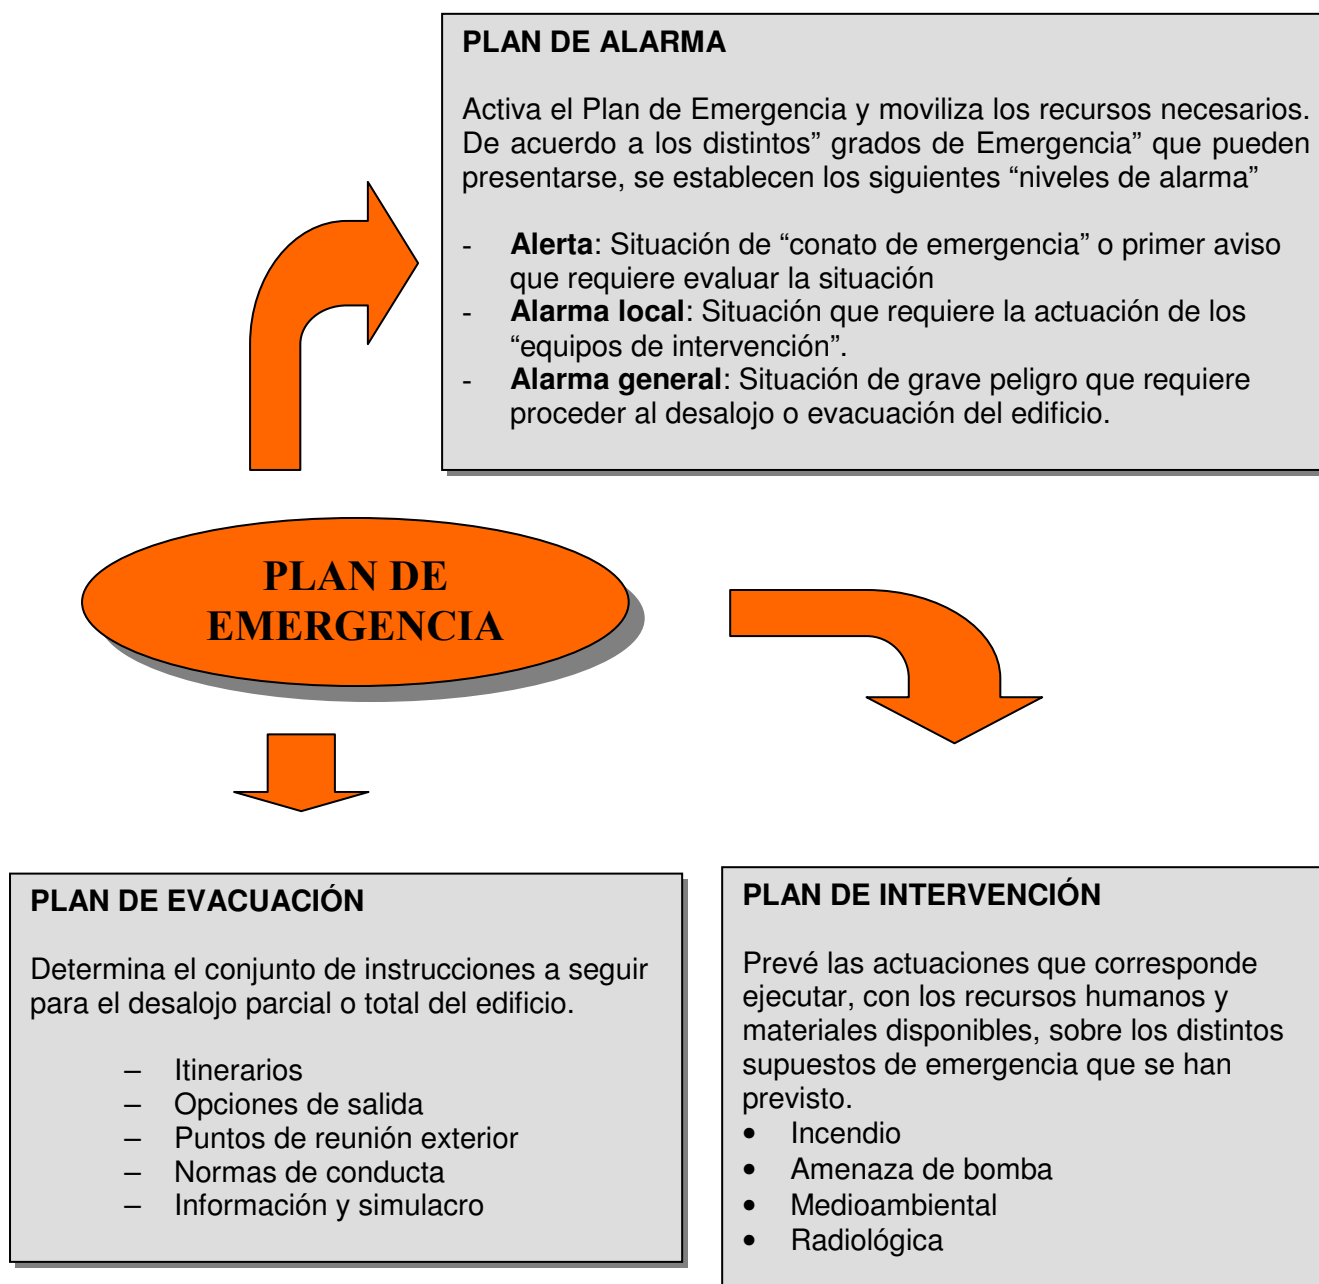 PLAN DE ALARMA
Activa el Plan de Emergencia y moviliza los recursos necesarios.
De acuerdo a los distintos” grados de Emergencia” que pueden
presentarse, se establecen los siguientes “niveles de alarma”
- Alerta: Situación de “conato de emergencia” o primer aviso
que requiere evaluar la situación
- Alarma local: Situación que requiere la actuación de los
“equipos de intervención”.
- Alarma general: Situación de grave peligro que requiere
proceder al desalojo o evacuación del edificio.
PLAN DE
EMERGENCIA
PLAN DE EVACUACIÓN
Determina el conjunto de instrucciones a seguir
para el desalojo parcial o total del edificio.
– Itinerarios
– Opciones de salida
– Puntos de reunión exterior
– Normas de conducta
– Información y simulacro
PLAN DE INTERVENCIÓN
Prevé las actuaciones que corresponde
ejecutar, con los recursos humanos y
materiales disponibles, sobre los distintos
supuestos de emergencia que se han
previsto.
• Incendio
• Amenaza de bomba
• Medioambiental
• Radiológica